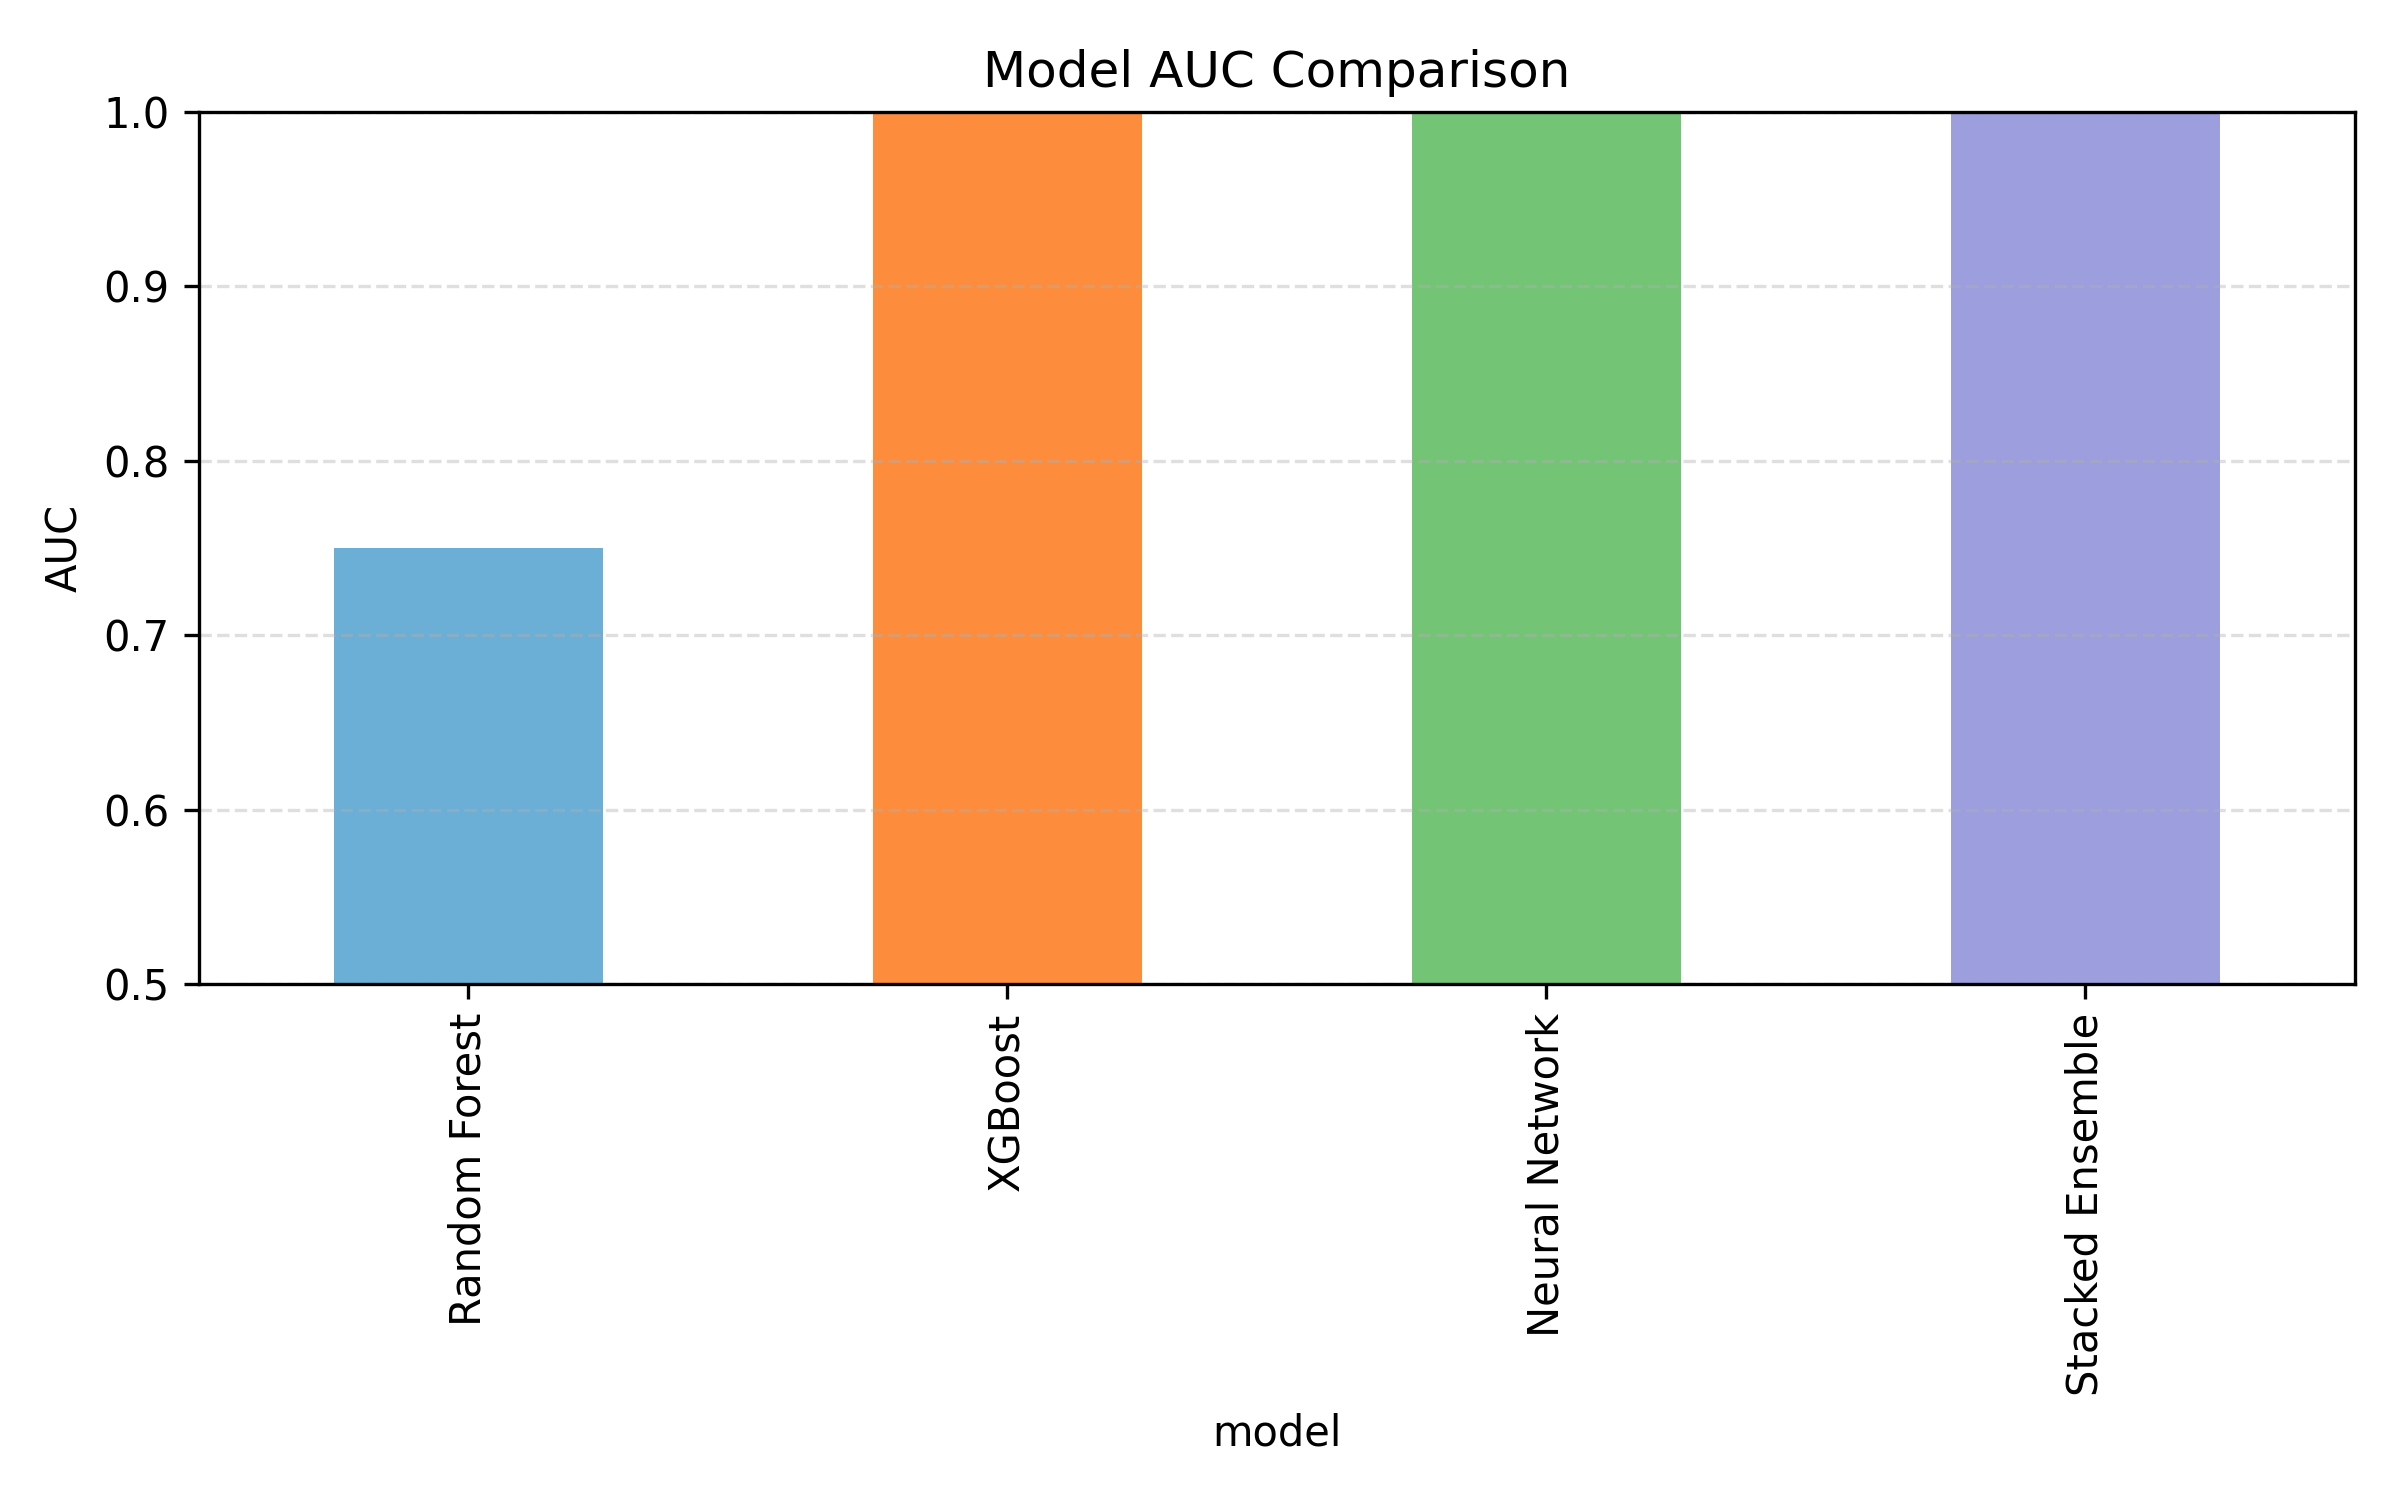 Model AUC Comparison
1.0
0.9
0.8
0.7
0.6
0.5
AUC
Random Forest
XGBoost
Neural Network
Stacked Ensemble
model